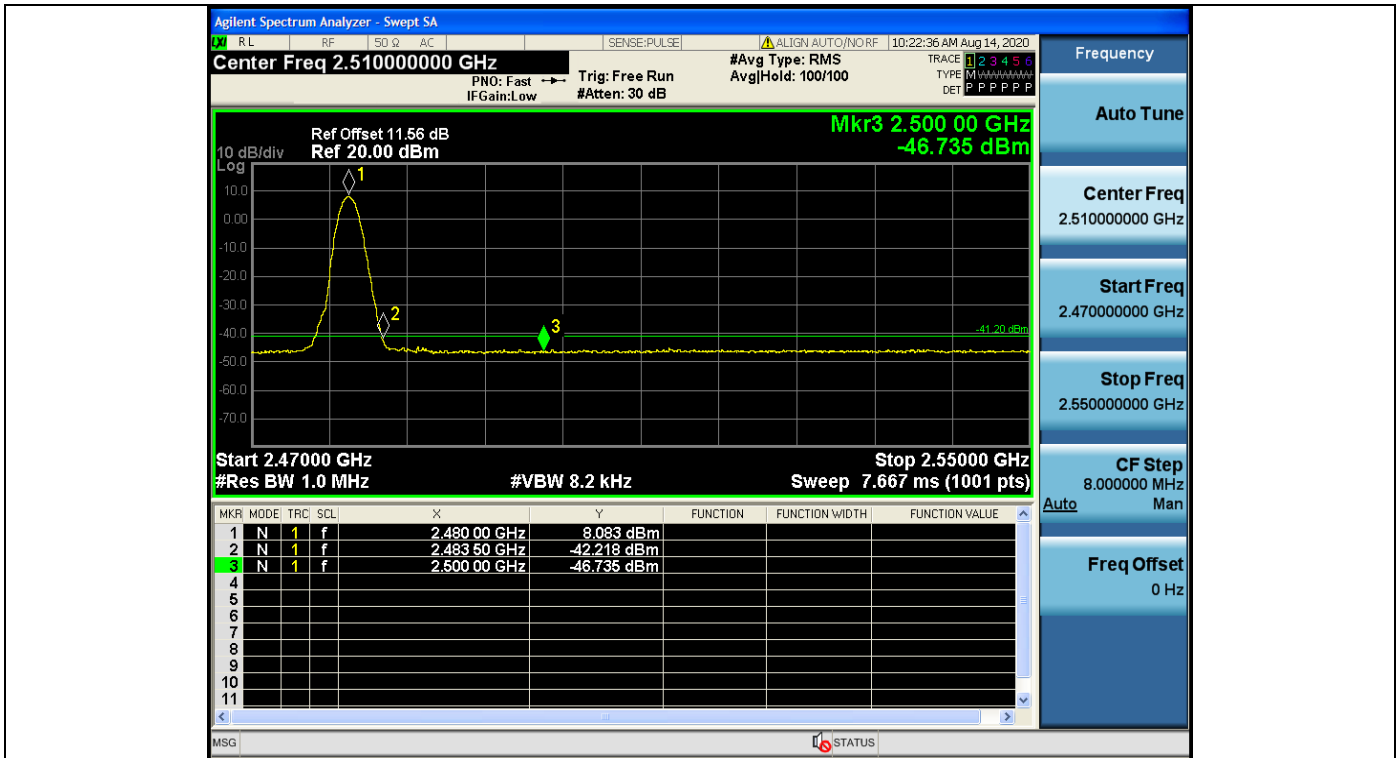 Agilent Spectrum Analyzer - Swept SA
LXI RL RF 50 Ω AC SENSE:PULSE ALIGN AUTO/NO RF 10:22:36 AM Aug 14, 2020
Center Freq 2.510000000 GHz
PNO: Fast
IFGain:Low
Trig: Free Run
#Atten: 30 dB
#Avg Type: RMS
Avg|Hold: 100/100
TRACE 1 2 3 4 5 6
TYPE M WWWWW
DET P P P P P P
Mkr3 2.500 00 GHz
-46.735 dBm
Ref Offset 11.56 dB
10 dB/div Ref 20.00 dBm
Log
10.0
0.00
-10.0
-20.0
-30.0
-40.0
-50.0
-60.0
-70.0
1
2
3
-41.20 dBm
Start 2.47000 GHz Stop 2.55000 GHz
#Res BW 1.0 MHz #VBW 8.2 kHz Sweep 7.667 ms (1001 pts)
MKR MODE TRC SCL X Y FUNCTION FUNCTION WIDTH FUNCTION VALUE
1 N 1 f 2.480 00 GHz 8.083 dBm
2 N 1 f 2.483 50 GHz -42.218 dBm
3 N 1 f 2.500 00 GHz -46.735 dBm
4
5
6
7
8
9
10
11
MSG STATUS
Frequency
Auto Tune
Center Freq
2.510000000 GHz
Start Freq
2.470000000 GHz
Stop Freq
2.550000000 GHz
CF Step
8.000000 MHz
Auto Man
Freq Offset
0 Hz